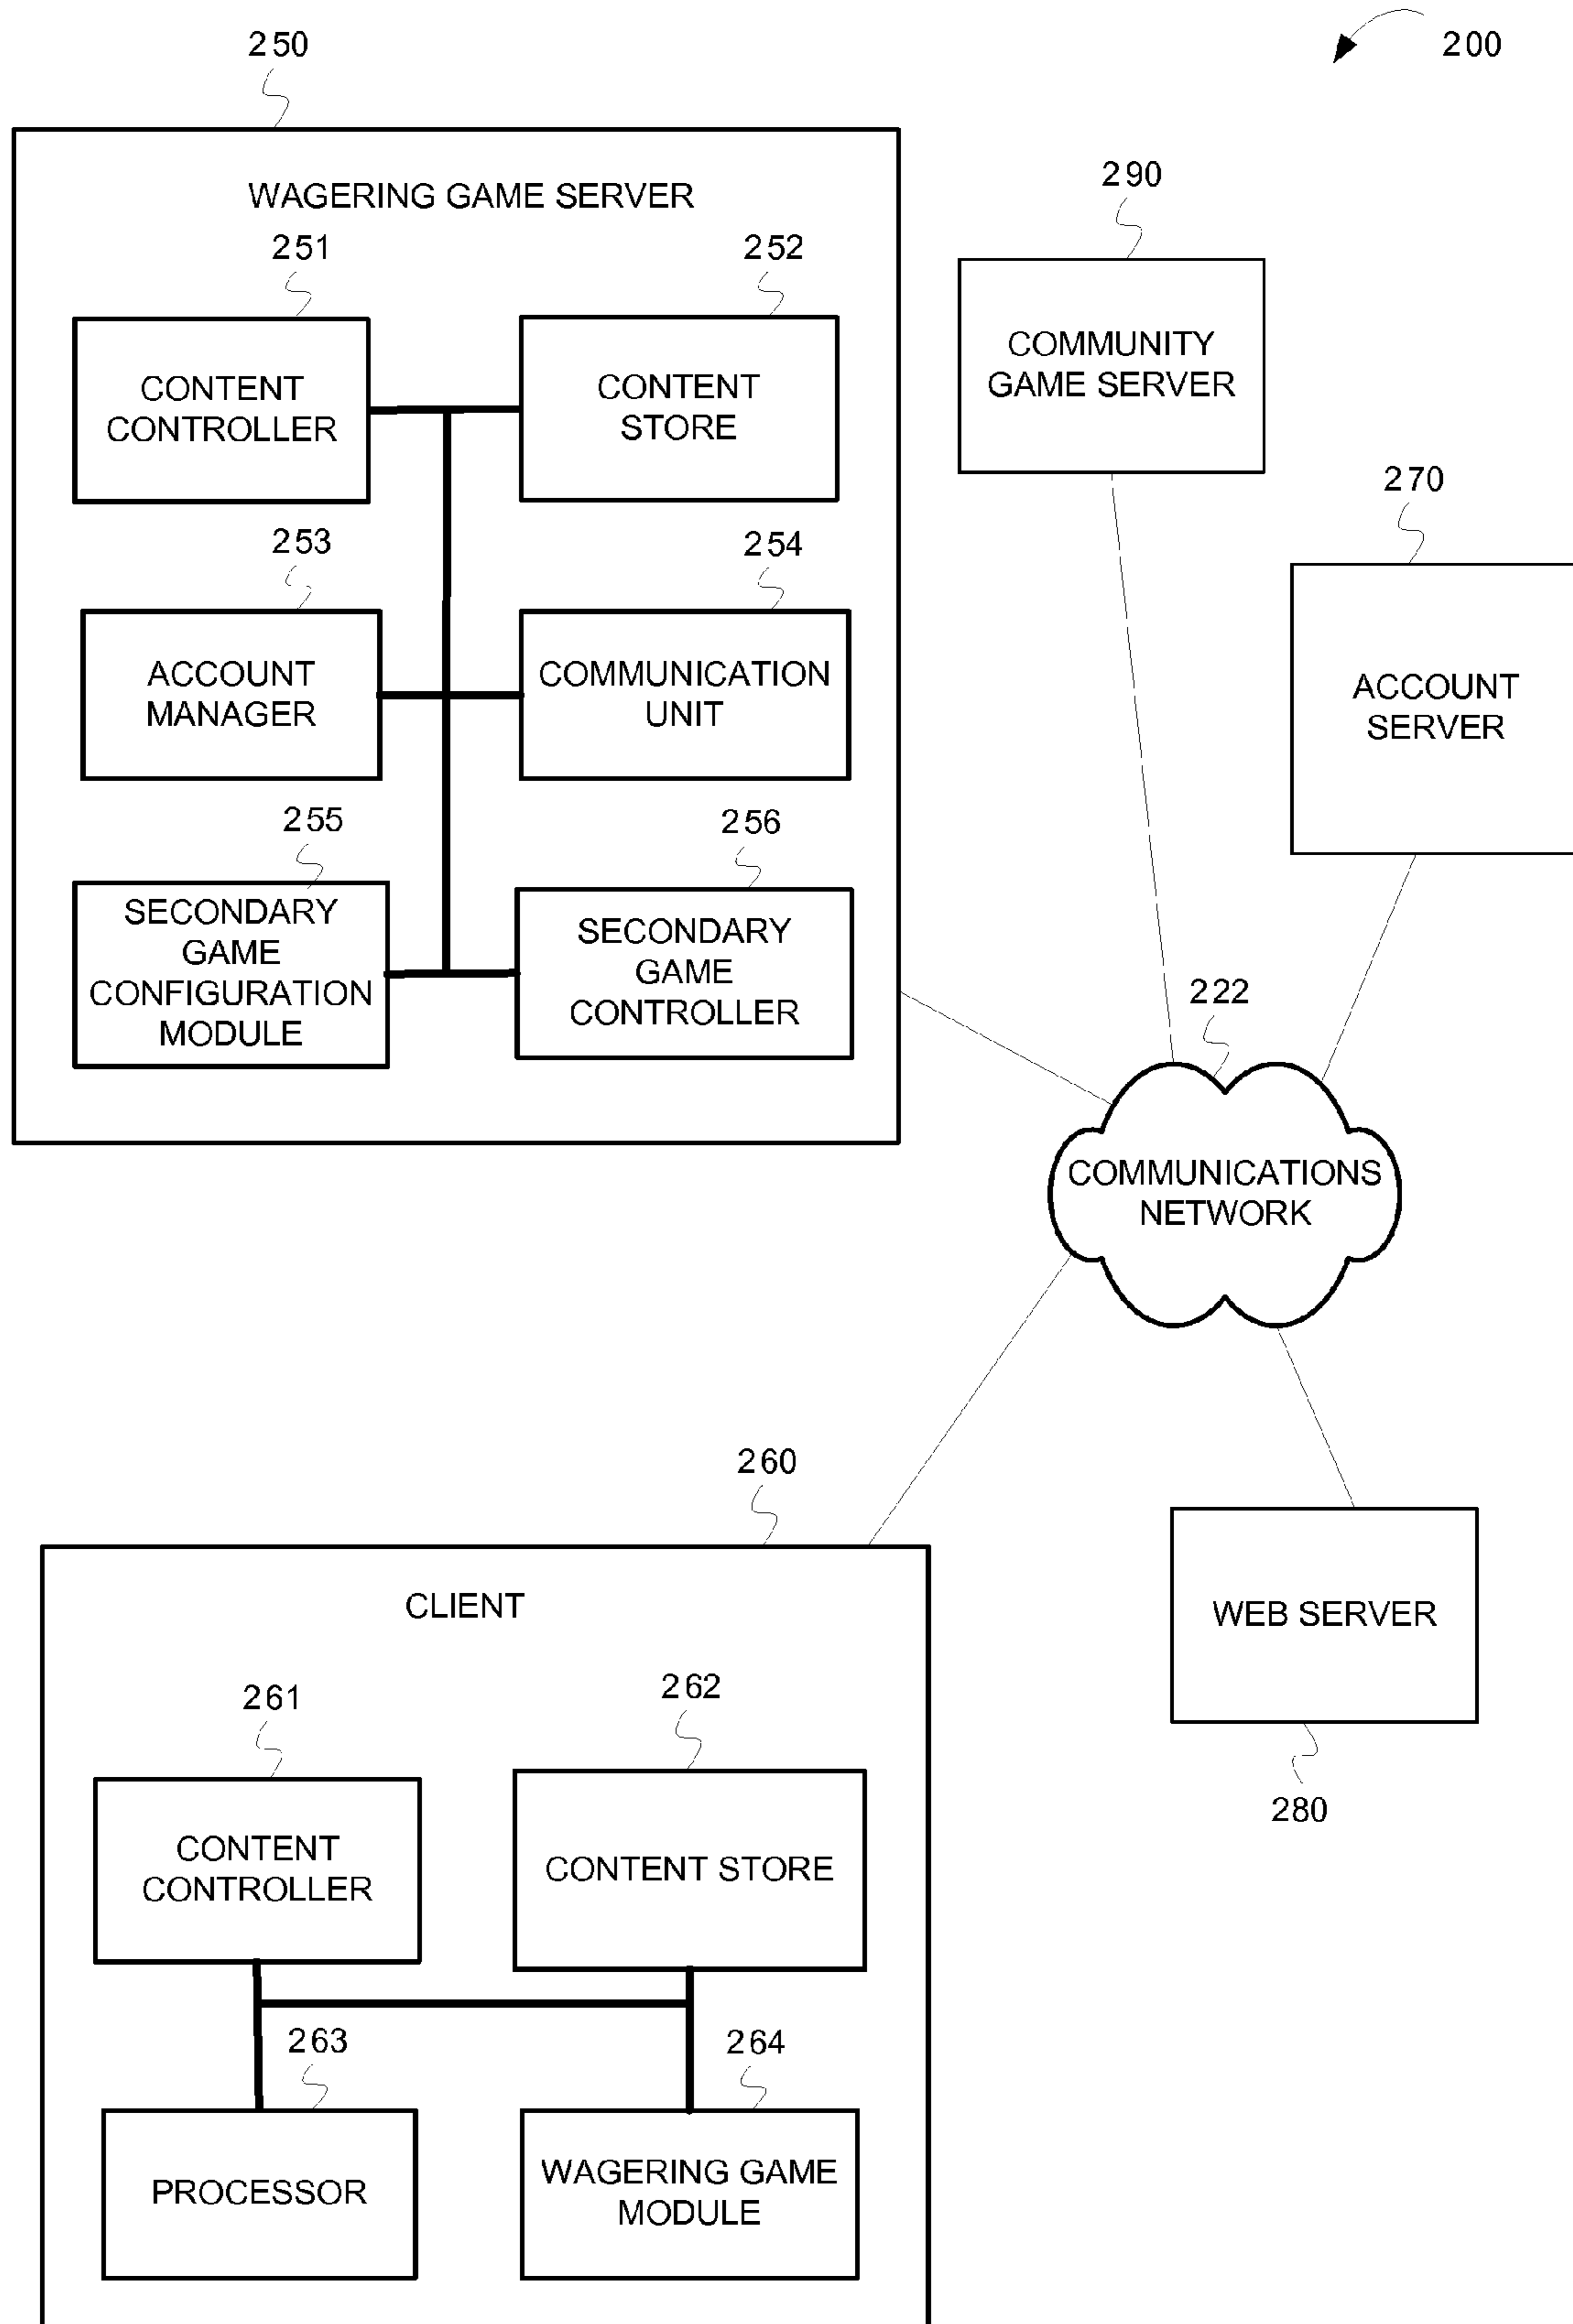 200
250
WAGERING GAME SERVER
251
CONTENT
CONTROLLER
252
CONTENT
STORE
253
ACCOUNT
MANAGER
254
COMMUNICATION
UNIT
255
SECONDARY
GAME
CONFIGURATION
MODULE
256
SECONDARY
GAME
CONTROLLER
290
COMMUNITY
GAME SERVER
270
ACCOUNT
SERVER
222
COMMUNICATIONS
NETWORK
260
CLIENT
261
CONTENT
CONTROLLER
262
CONTENT STORE
263
PROCESSOR
264
WAGERING GAME
MODULE
WEB SERVER
280